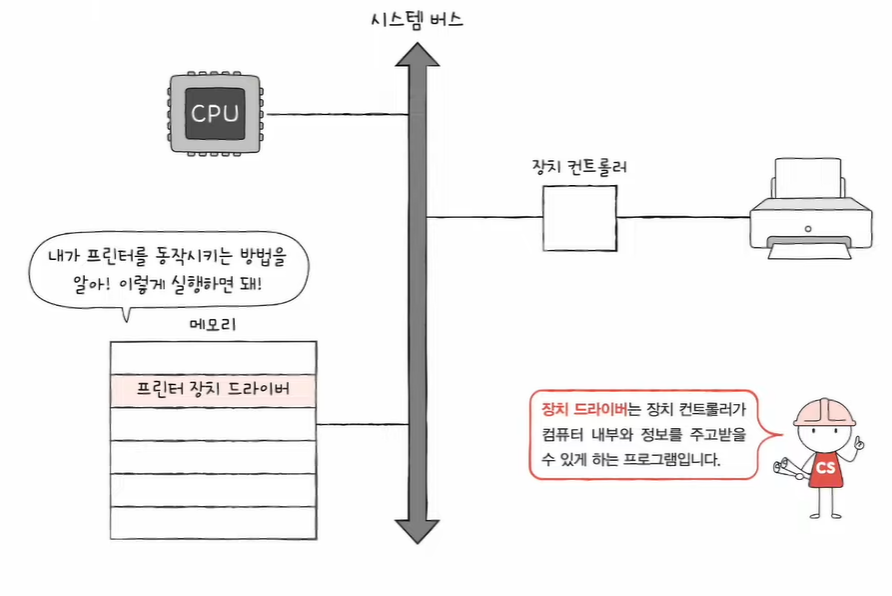 시스템 버스
CPU
장치 컨트롤러
내가 프린터를 동작시키는 방법을
알아! 이렇게 실행하면 돼!
메모리
프린터 장치 드라이버
장치 드라이버는 장치 컨트롤러가
컴퓨터 내부와 정보를 주고받을
수 있게 하는 프로그램입니다.
CS